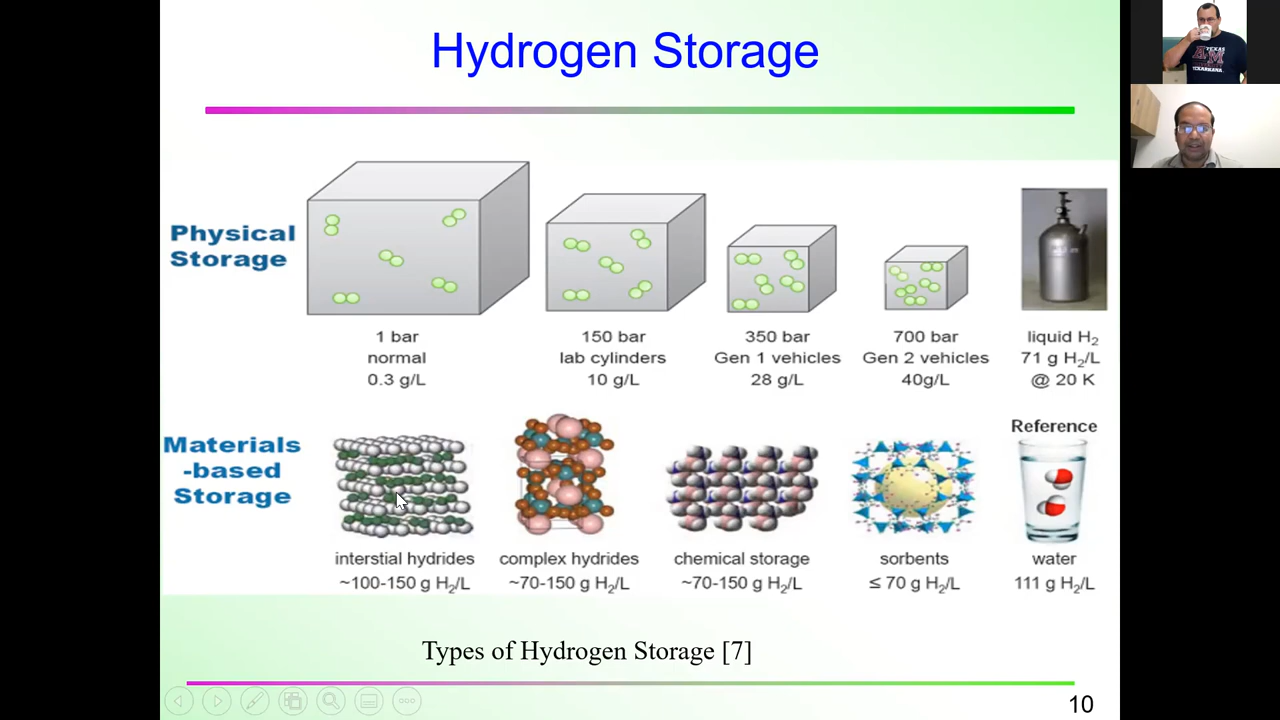 Hydrogen Storage
TEXAS
A&M
TEXARKANA
Physical
Storage
1 bar
normal
0.3 g/L
150 bar
lab cylinders
10 g/L
350 bar
Gen 1 vehicles
28 g/L
700 bar
Gen 2 vehicles
40g/L
liquid H₂
71 g H₂/L
@ 20 K
Materials
-based
Storage
interstial hydrides
~100-150 g H₂/L
complex hydrides
~70-150 g H₂/L
chemical storage
~70-150 g H₂/L
sorbents
≤ 70 g H₂/L
Reference
water
111 g H₂/L
Types of Hydrogen Storage [7]
10